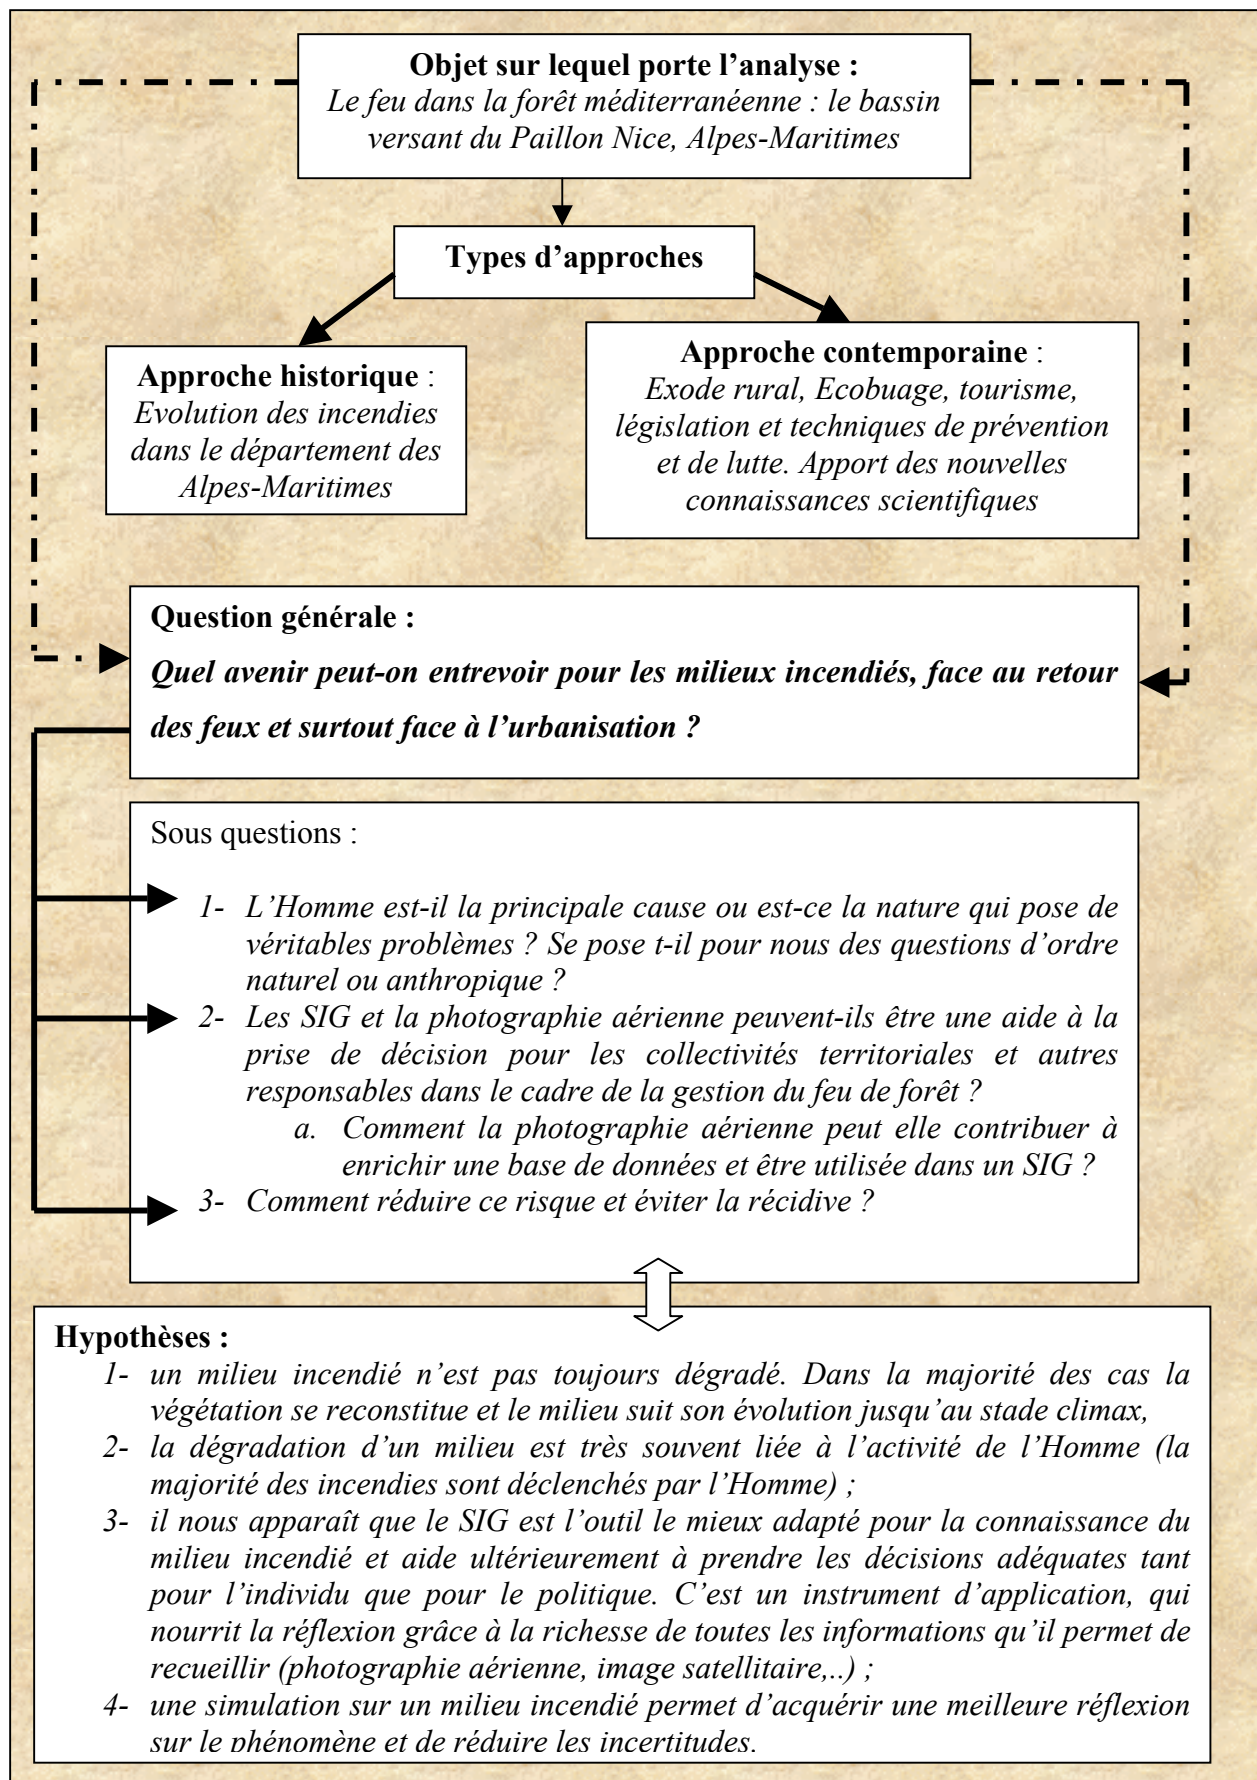 Objet sur lequel porte l’analyse :
Le feu dans la forêt méditerranéenne : le bassin
versant du Paillon Nice, Alpes-Maritimes
Types d’approches
Approche historique :
Evolution des incendies
dans le département des
Alpes-Maritimes
Approche contemporaine :
Exode rural, Ecobuage, tourisme,
législation et techniques de prévention
et de lutte. Apport des nouvelles
connaissances scientifiques
Question générale :
Quel avenir peut-on entrevoir pour les milieux incendiés, face au retour
des feux et surtout face à l’urbanisation ?
Sous questions :
1- L’Homme est-il la principale cause ou est-ce la nature qui pose de
véritables problèmes ? Se pose t-il pour nous des questions d’ordre
naturel ou anthropique ?
2- Les SIG et la photographie aérienne peuvent-ils être une aide à la
prise de décision pour les collectivités territoriales et autres
responsables dans le cadre de la gestion du feu de forêt ?
a. Comment la photographie aérienne peut elle contribuer à
enrichir une base de données et être utilisée dans un SIG ?
3- Comment réduire ce risque et éviter la récidive ?
Hypothèses :
1- un milieu incendié n’est pas toujours dégradé. Dans la majorité des cas la
végétation se reconstitue et le milieu suit son évolution jusqu’au stade climax,
2- la dégradation d’un milieu est très souvent liée à l’activité de l’Homme (la
majorité des incendies sont déclenchés par l’Homme) ;
3- il nous apparaît que le SIG est l’outil le mieux adapté pour la connaissance du
milieu incendié et aide ultérieurement à prendre les décisions adéquates tant
pour l’individu que pour le politique. C’est un instrument d’application, qui
nourrit la réflexion grâce à la richesse de toutes les informations qu’il permet de
recueillir (photographie aérienne, image satellitaire,..) ;
4- une simulation sur un milieu incendié permet d’acquérir une meilleure réflexion
sur le phénomène et de réduire les incertitudes.